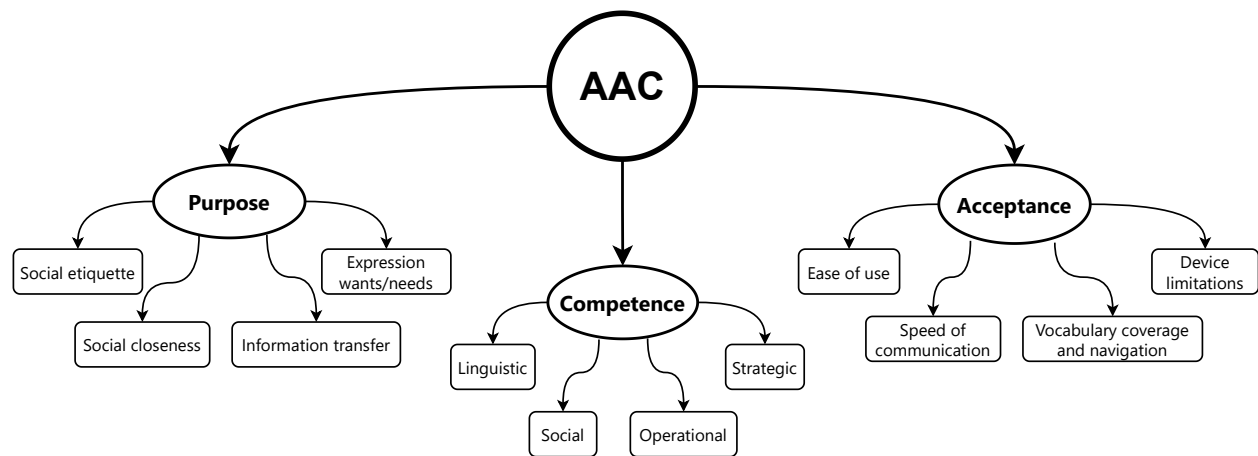 AAC
Purpose
Social etiquette
Social closeness
Information transfer
Expression
wants/needs
Competence
Linguistic
Social
Operational
Strategic
Acceptance
Ease of use
Speed of
communication
Vocabulary coverage
and navigation
Device
limitations